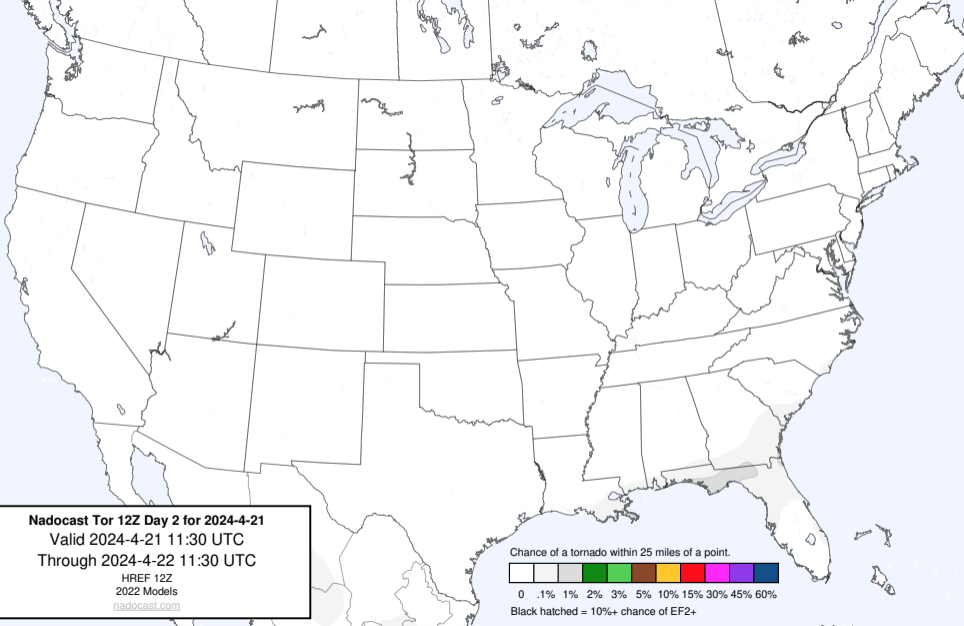 Nadocast Tor 12Z Day 2 for 2024-4-21
Valid 2024-4-21 11:30 UTC
Through 2024-4-22 11:30 UTC
HREF 12Z
2022 Models
nadocast.com
Chance of a tornado within 25 miles of a point.
0 .1% 1% 2% 3% 5% 10% 15% 30% 45% 60%
Black hatched = 10%+ chance of EF2+